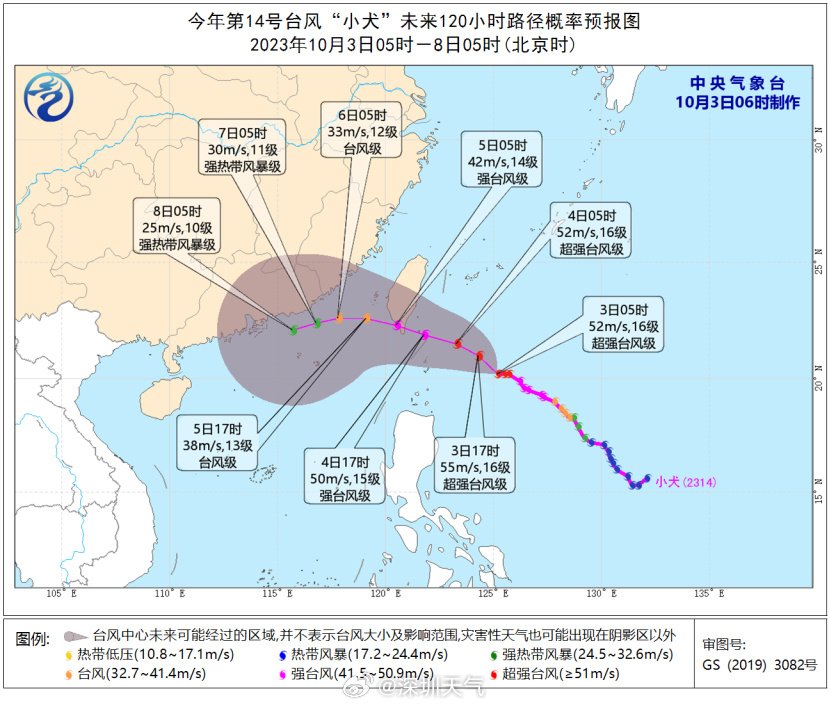 今年第14号台风“小犬”未来120小时路径概率预报图
2023年10月3日05时－8日05时(北京时)
中央气象台
10月3日06时制作
6日05时
33m/s,12级
台风级
7日05时
30m/s,11级
强热带风暴级
5日05时
42m/s,14级
强台风级
8日05时
25m/s,10级
强热带风暴级
4日05时
52m/s,16级
超强台风级
3日05时
52m/s,16级
超强台风级
5日17时
38m/s,13级
台风级
4日17时
50m/s,15级
强台风级
3日17时
55m/s,16级
超强台风级
小犬(2314)
30°N
25°N
20°N
15°N
105°E
110°E
115°E
120°E
125°E
130°E
135°E
图例:
台风中心未来可能经过的区域,并不表示台风大小及影响范围,灾害性天气也可能出现在阴影区以外
热带低压(10.8~17.1m/s)
热带风暴(17.2~24.4m/s)
强热带风暴(24.5~32.6m/s)
台风(32.7~41.4m/s)
强台风(41.5~50.9m/s)
超强台风(≥51m/s)
审图号:
GS (2019) 3082号
@深圳天气